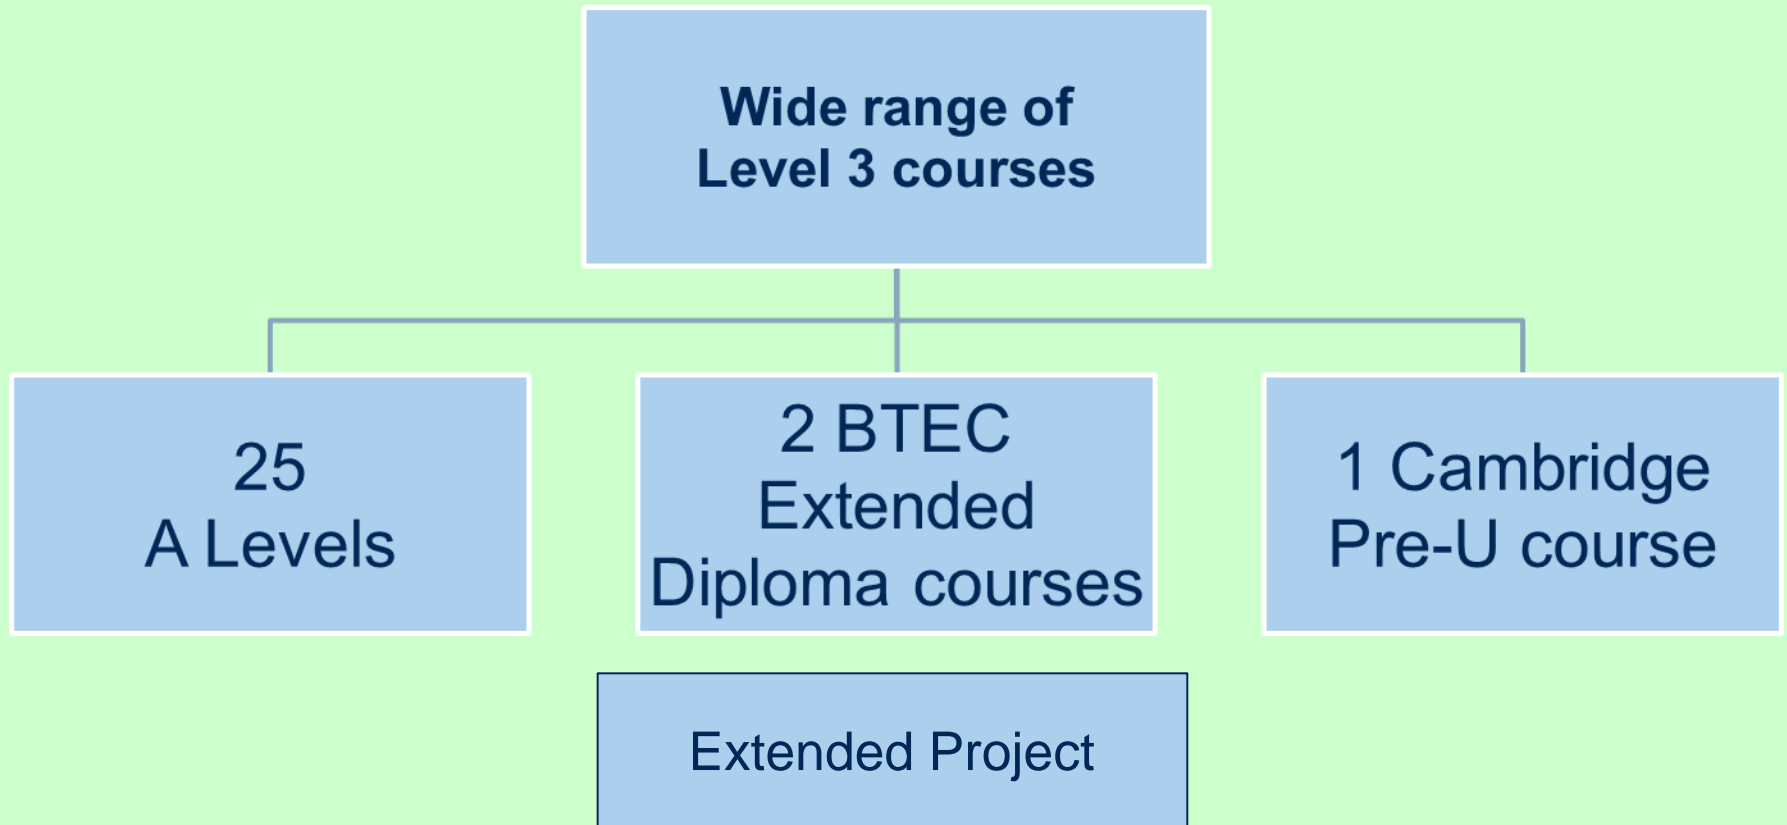 Wide range of
Level 3 courses
25
A Levels
2 BTEC
Extended
Diploma courses
1 Cambridge
Pre-U course
Extended Project